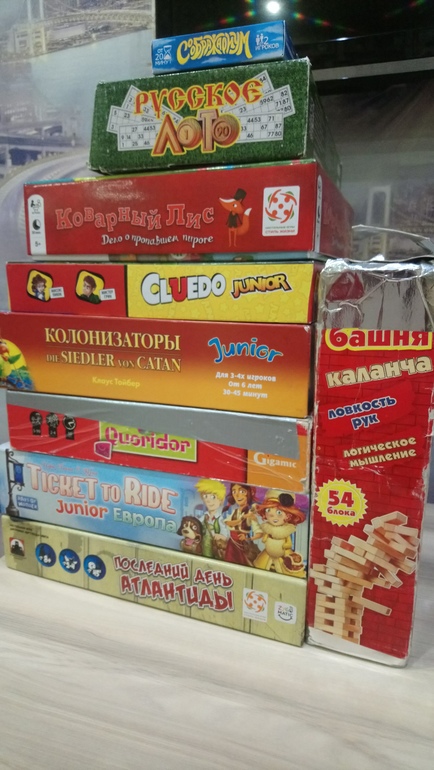 Соображариум
ИГРОКОВ
РУССКОЕ
ЛОТО
Коварный Лис
Дело о пропавшем пироге
CLUEDO JUNIOR
КОЛОНИЗАТОРЫ
DIE SIEDLER VON CATAN
Junior
Клаус Тойбер
Для 3-4х игроков
От 6 лет
30-45 минут
Quoridor
Gigamic
TICKET TO RIDE
Junior Европа
ПОСЛЕДНИЙ ДЕНЬ
АТЛАНТИДЫ
башня
каланча
ловкость
рук
логическое
мышление
54
блока